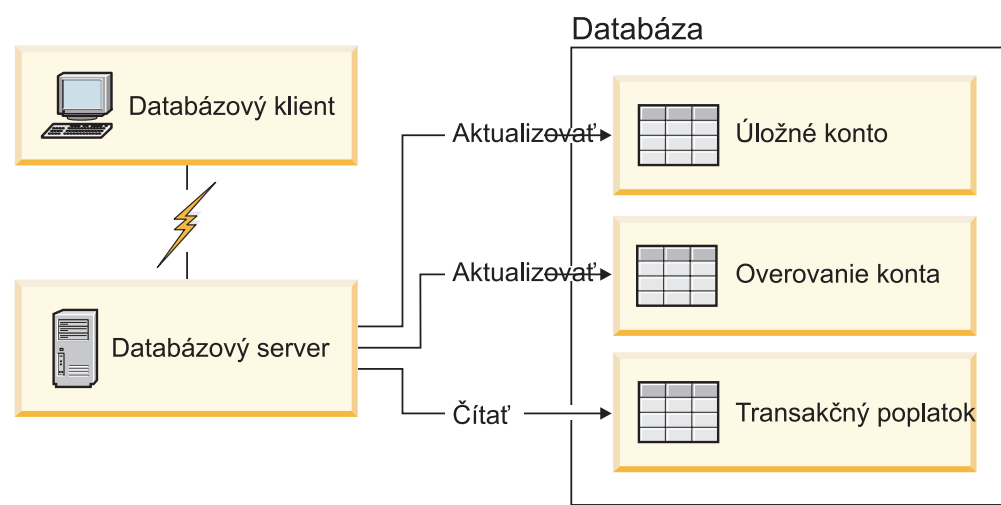 Databáza
Databázový klient
Aktualizovať
Úložné konto
Aktualizovať
Overovanie konta
Databázový server
Čítať
Transakčný poplatok